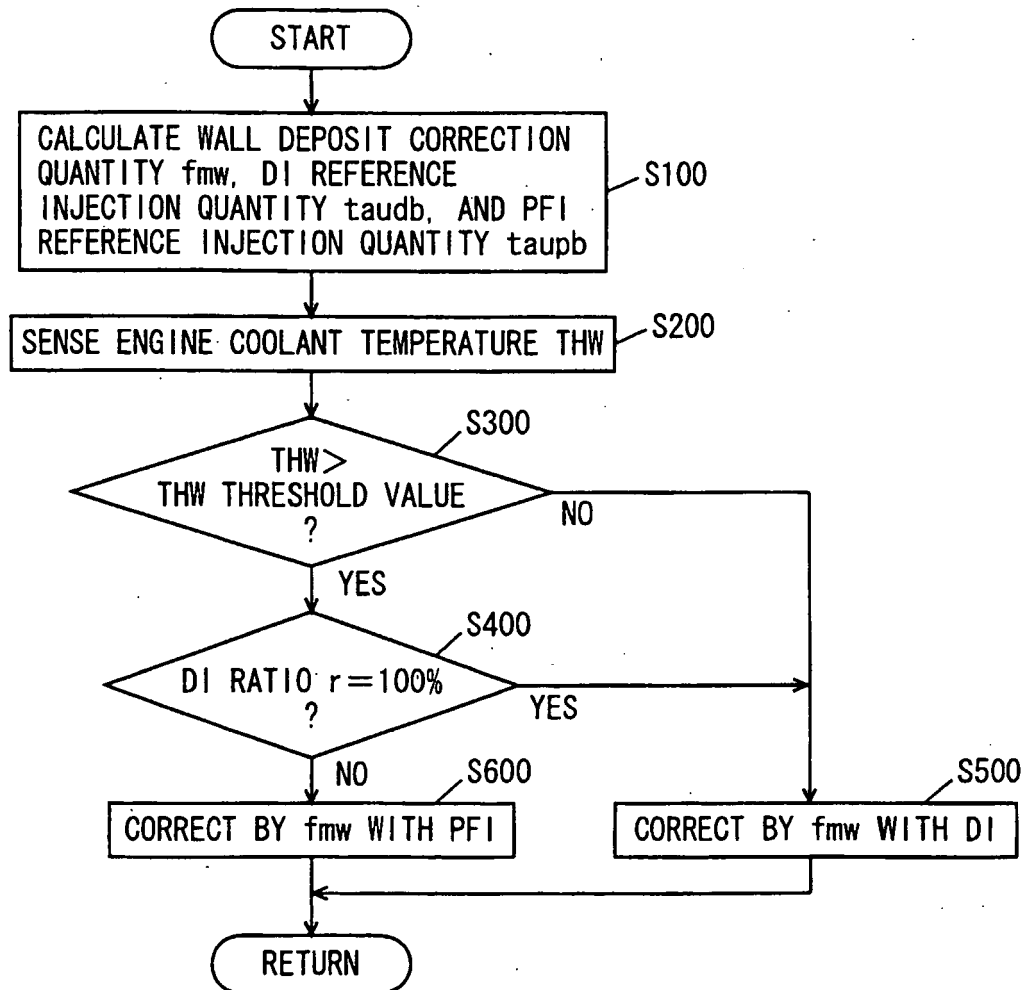 START
CALCULATE WALL DEPOSIT CORRECTION
QUANTITY fmw, DI REFERENCE
INJECTION QUANTITY taudb, AND PFI
REFERENCE INJECTION QUANTITY taupb
S100
SENSE ENGINE COOLANT TEMPERATURE THW
S200
S300
THW>
THW THRESHOLD VALUE
?
NO
YES
S400
DI RATIO r=100%
?
YES
NO
S600
CORRECT BY fmw WITH PFI
S500
CORRECT BY fmw WITH DI
RETURN